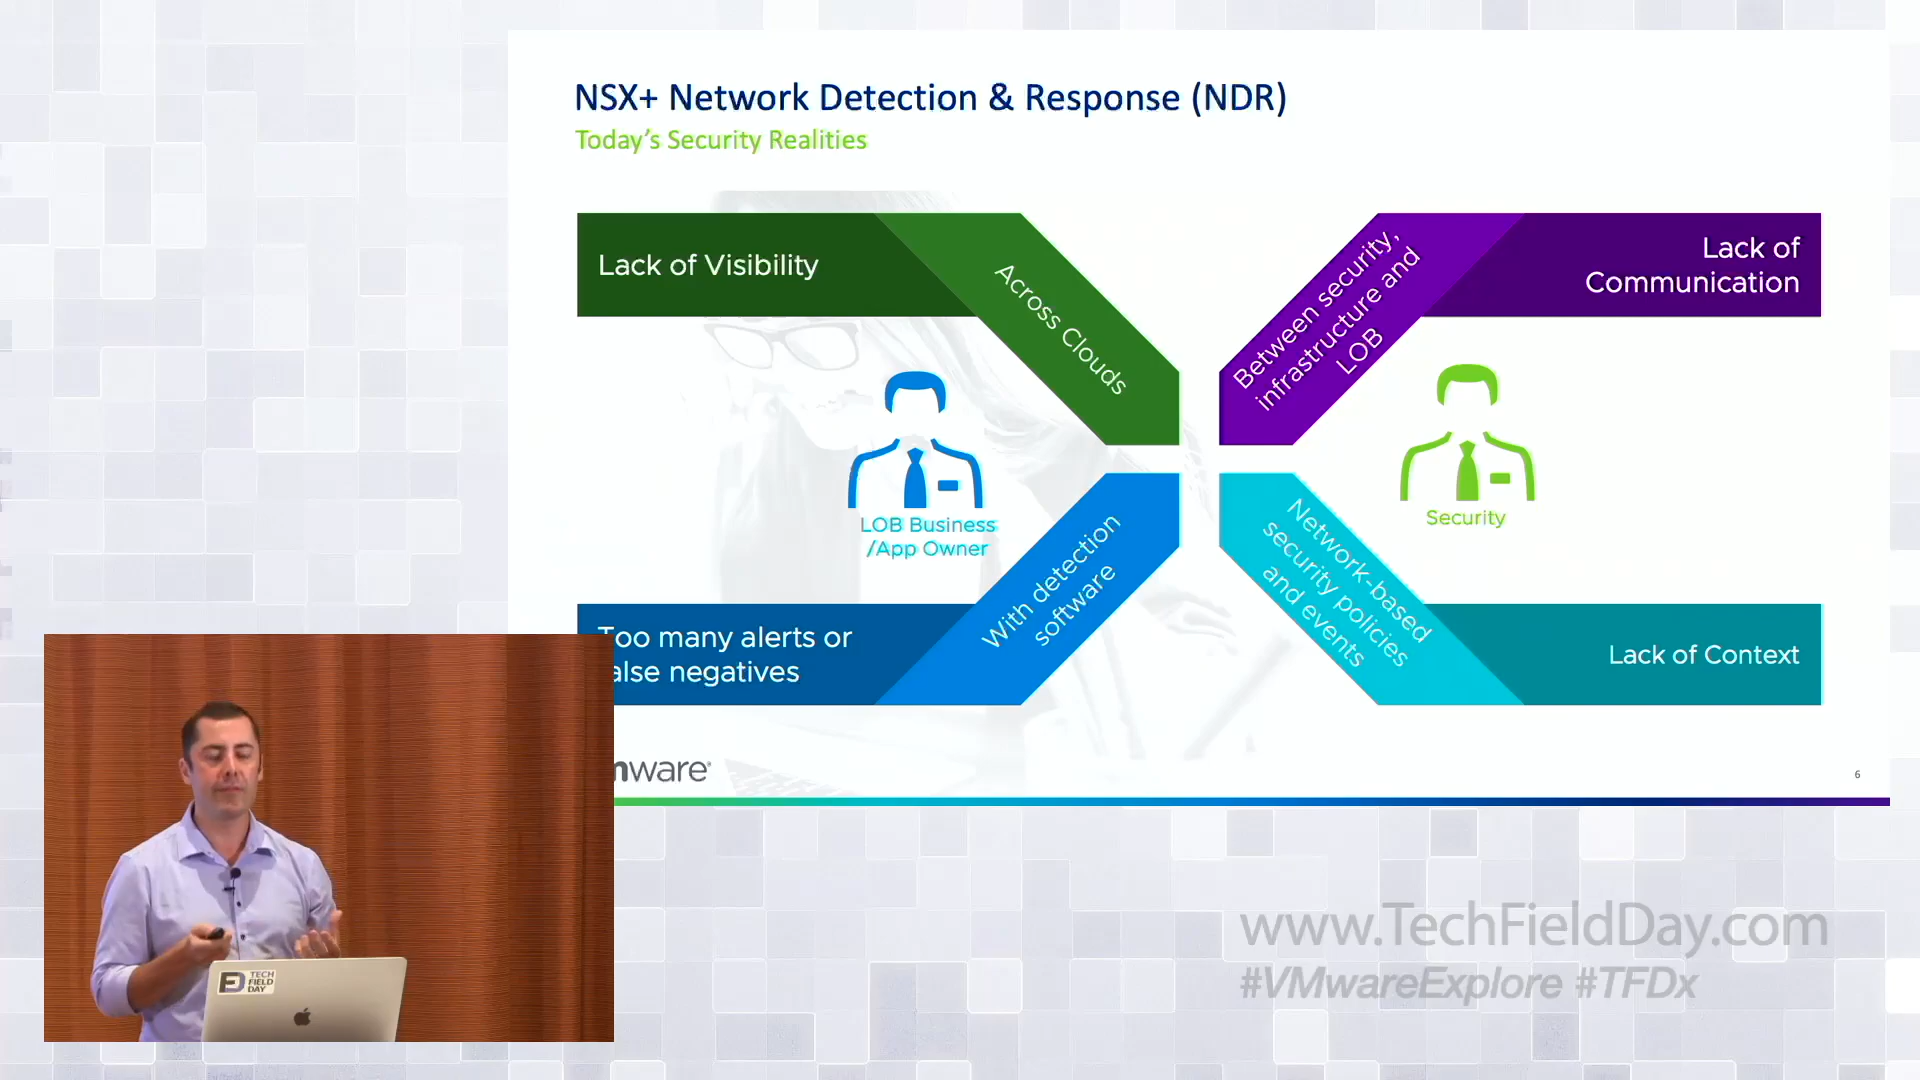 NSX+ Network Detection & Response (NDR)
Today's Security Realities
Lack of Visibility
Across Clouds
Between security,
infrastructure and
LOB
Lack of
Communication
LOB Business
/App Owner
Security
Too many alerts or
alse negatives
With detection
software
Network-based
security policies
and events
Lack of Context
mware
6
TECH
FIELD
DAY
www.TechFieldDay.com
#VMwareExplore #TFDx